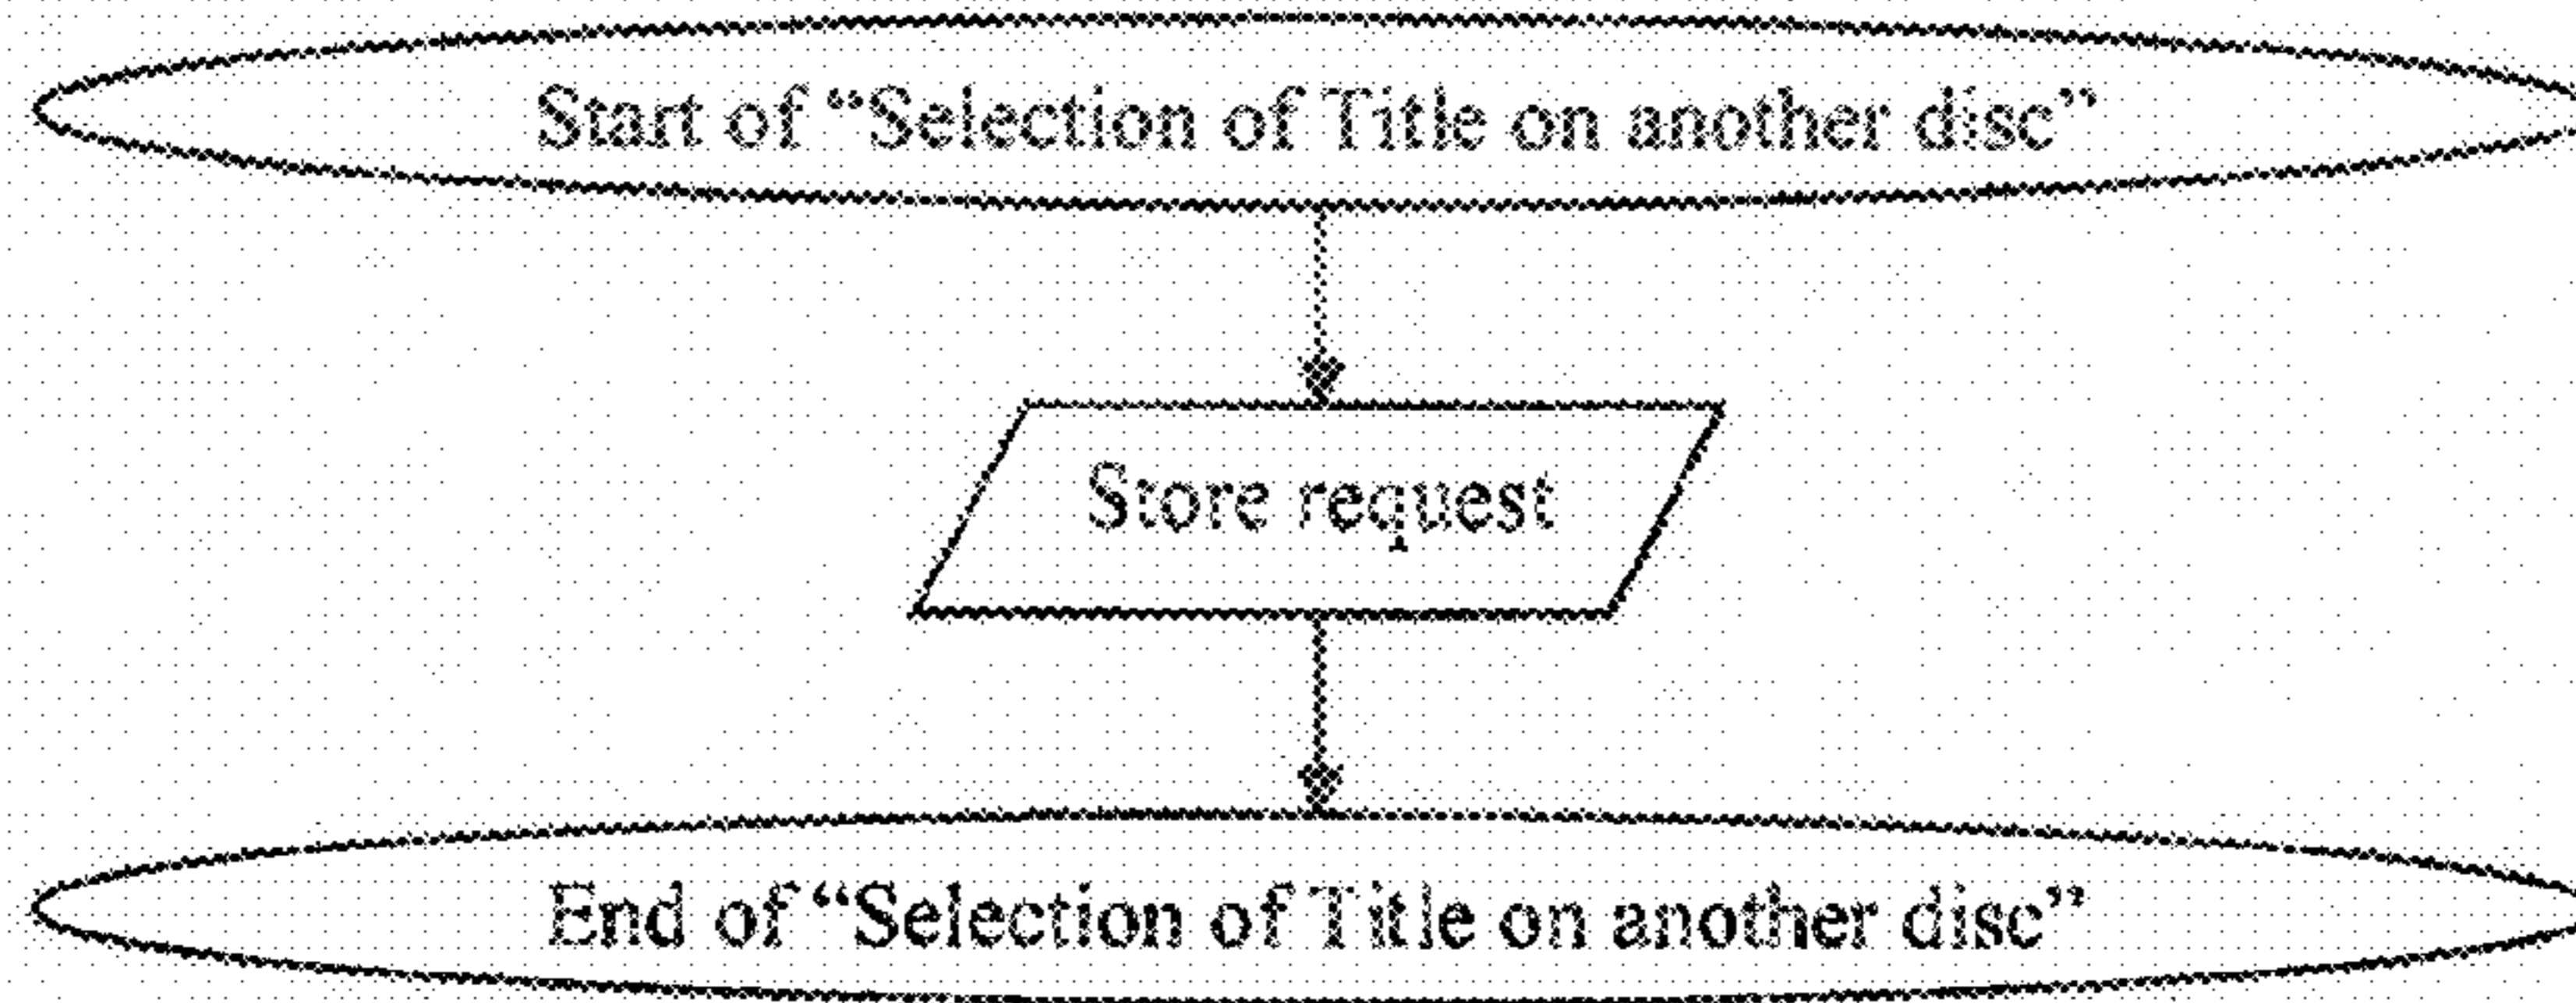 Start of “Selection of Title on another disc”
Store request
End of “Selection of Title on another disc”